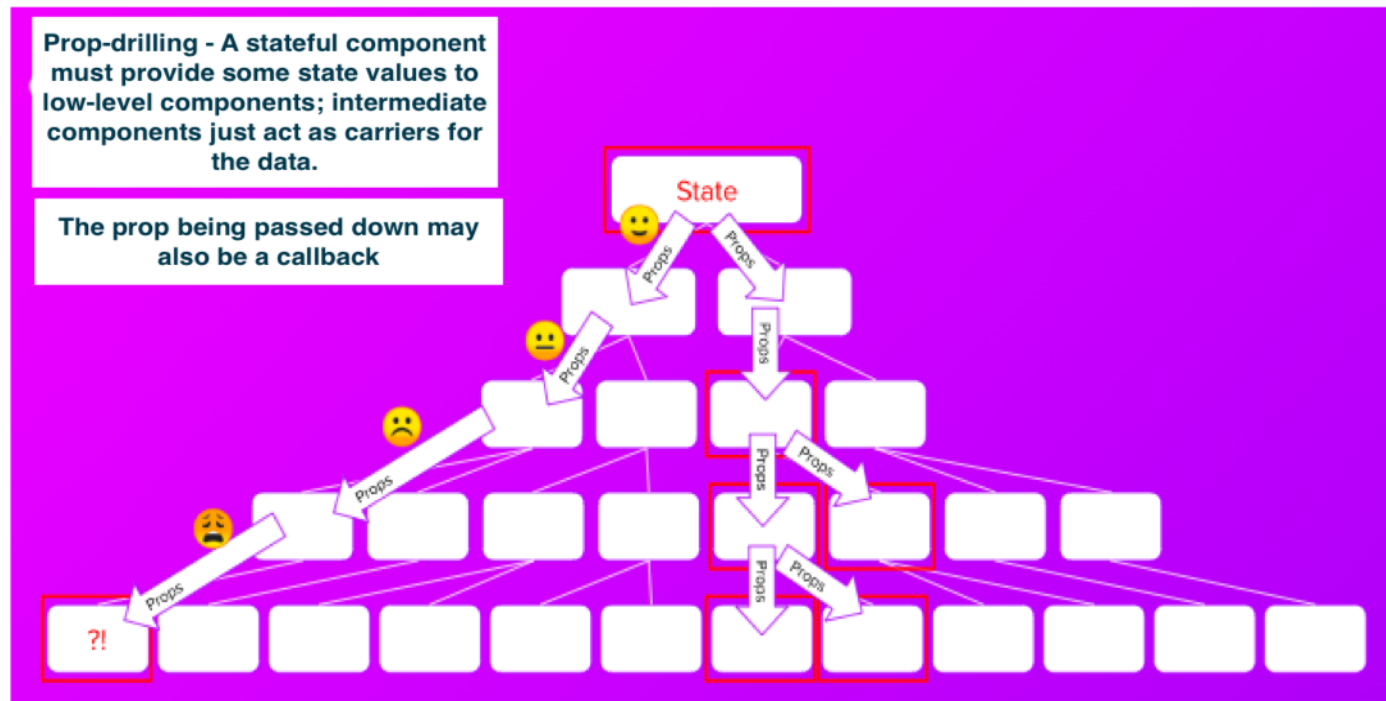 Prop-drilling - A stateful component
must provide some state values to
low-level components; intermediate
components just act as carriers for
the data.
The prop being passed down may
also be a callback
State
Props
Props
Props
Props
Props
Props
Props
Props
Props
Props
?!